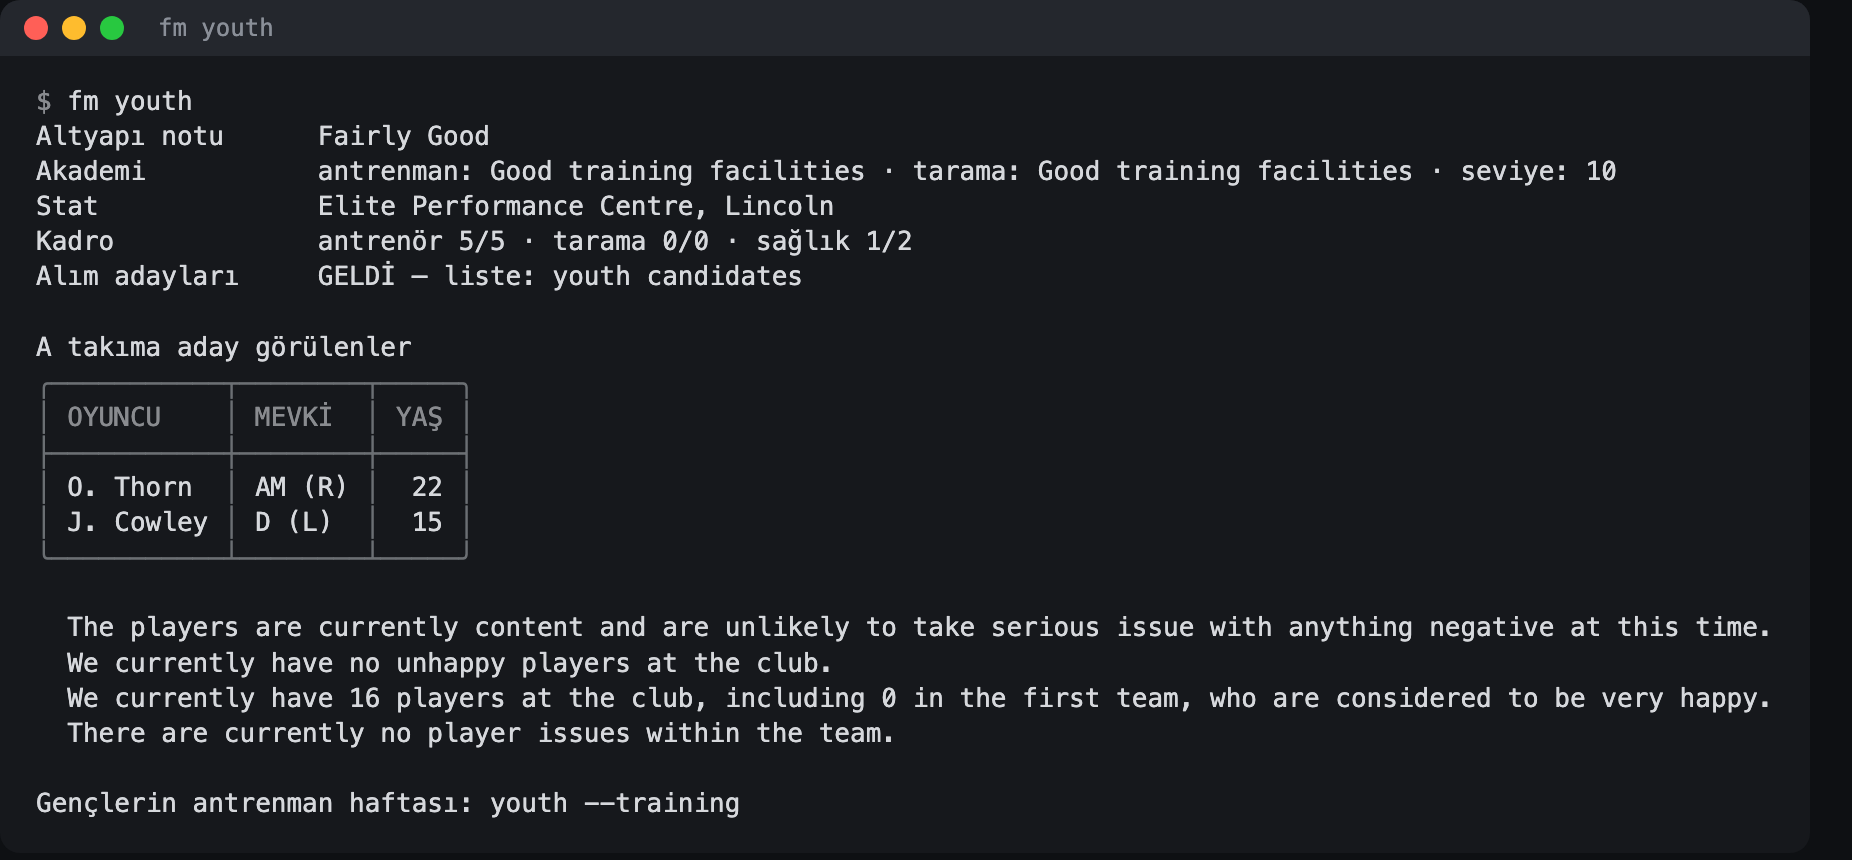 fm youth
$ fm youth
Altyapı notu Fairly Good
Akademi antrenman: Good training facilities · tarama: Good training facilities · seviye: 10
Stat Elite Performance Centre, Lincoln
Kadro antrenör 5/5 · tarama 0/0 · sağlık 1/2
Alım adayları GELDİ — liste: youth candidates
A takıma aday görülenler
OYUNCU MEVKİ YAŞ
O. Thorn AM (R) 22
J. Cowley D (L) 15
The players are currently content and are unlikely to take serious issue with anything negative at this time.
We currently have no unhappy players at the club.
We currently have 16 players at the club, including 0 in the first team, who are considered to be very happy.
There are currently no player issues within the team.
Gençlerin antrenman haftası: youth --training